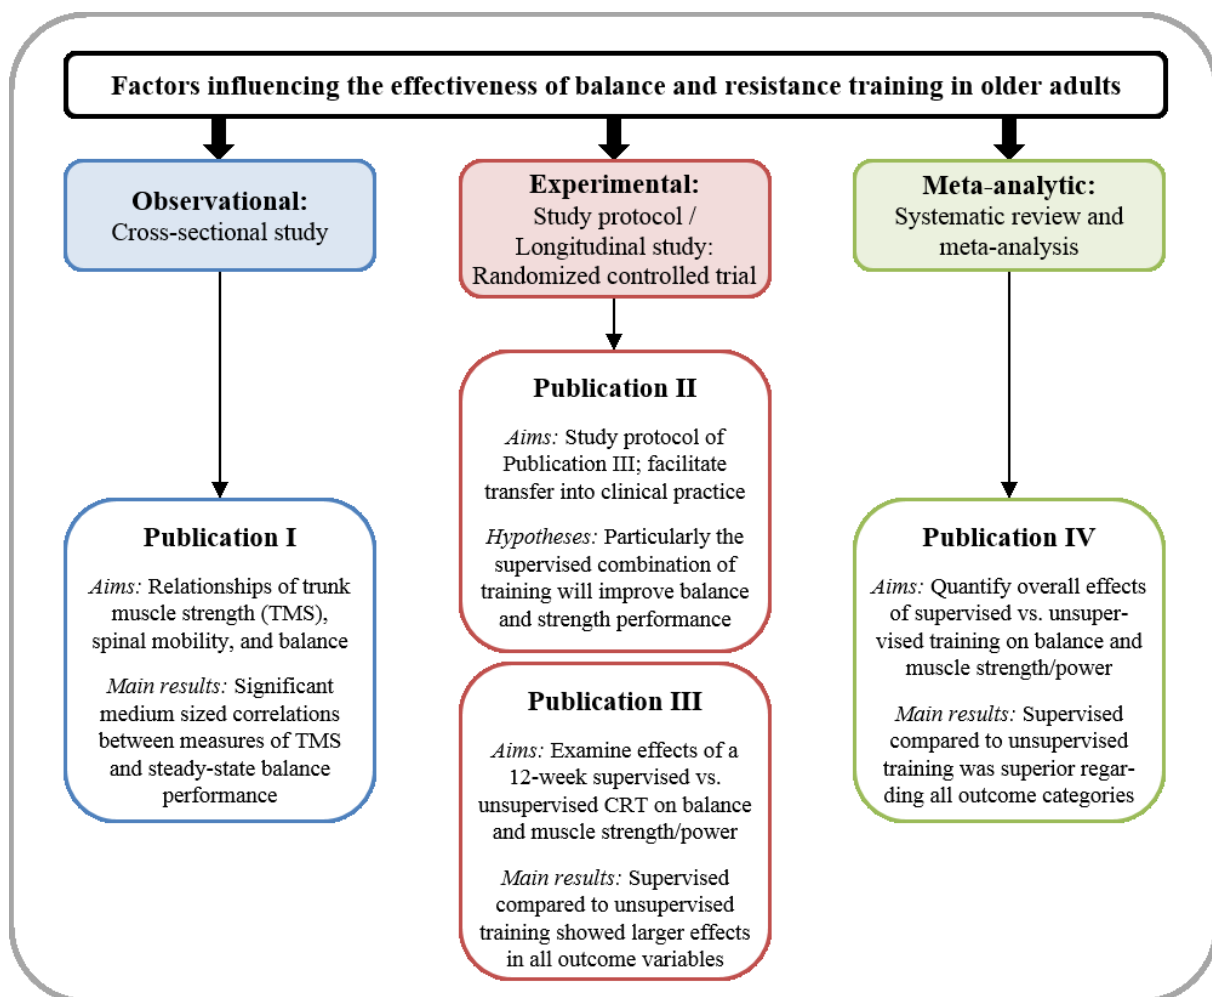 Factors influencing the effectiveness of balance and resistance training in older adults
Observational:
Cross-sectional study
Experimental:
Study protocol /
Longitudinal study:
Randomized controlled trial
Meta-analytic:
Systematic review and
meta-analysis
Publication I
Aims: Relationships of trunk
muscle strength (TMS),
spinal mobility, and balance
Main results: Significant
medium sized correlations
between measures of TMS
and steady-state balance
performance
Publication II
Aims: Study protocol of
Publication III; facilitate
transfer into clinical practice
Hypotheses: Particularly the
supervised combination of
training will improve balance
and strength performance
Publication III
Aims: Examine effects of a
12-week supervised vs.
unsupervised CRT on balance
and muscle strength/power
Main results: Supervised
compared to unsupervised
training showed larger effects
in all outcome variables
Publication IV
Aims: Quantify overall effects
of supervised vs. unsuper-
vised training on balance and
muscle strength/power
Main results: Supervised
compared to unsupervised
training was superior regar-
ding all outcome categories